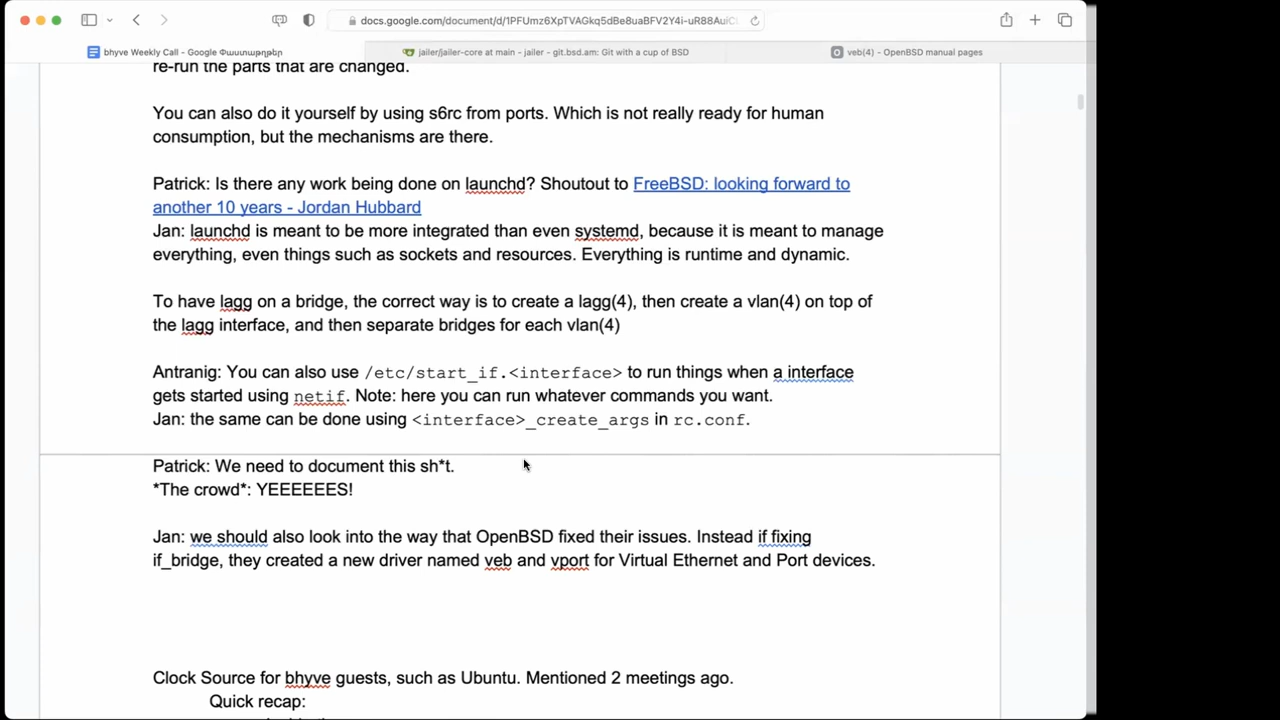 docs.google.com/document/d/1PFUmz6XpTVAGkq5dBe8uaBFV2Y4i-uR88AuiC
bhyve Weekly Call - Google Փաստաթղթեր
jailer/jailer-core at main - jailer - git.bsd.am: Git with a cup of BSD
veb(4) - OpenBSD manual pages
re-run the parts that are changed.
You can also do it yourself by using s6rc from ports. Which is not really ready for human
consumption, but the mechanisms are there.
Patrick: Is there any work being done on launchd? Shoutout to FreeBSD: looking forward to
another 10 years - Jordan Hubbard
Jan: launchd is meant to be more integrated than even systemd, because it is meant to manage
everything, even things such as sockets and resources. Everything is runtime and dynamic.
To have lagg on a bridge, the correct way is to create a lagg(4), then create a vlan(4) on top of
the lagg interface, and then separate bridges for each vlan(4)
Antranig: You can also use /etc/start_if.<interface> to run things when a interface
gets started using netif. Note: here you can run whatever commands you want.
Jan: the same can be done using <interface>_create_args in rc.conf.
Patrick: We need to document this sh*t.
*The crowd*: YEEEEEES!
Jan: we should also look into the way that OpenBSD fixed their issues. Instead if fixing
if_bridge, they created a new driver named veb and vport for Virtual Ethernet and Port devices.
Clock Source for bhyve guests, such as Ubuntu. Mentioned 2 meetings ago.
Quick recap: